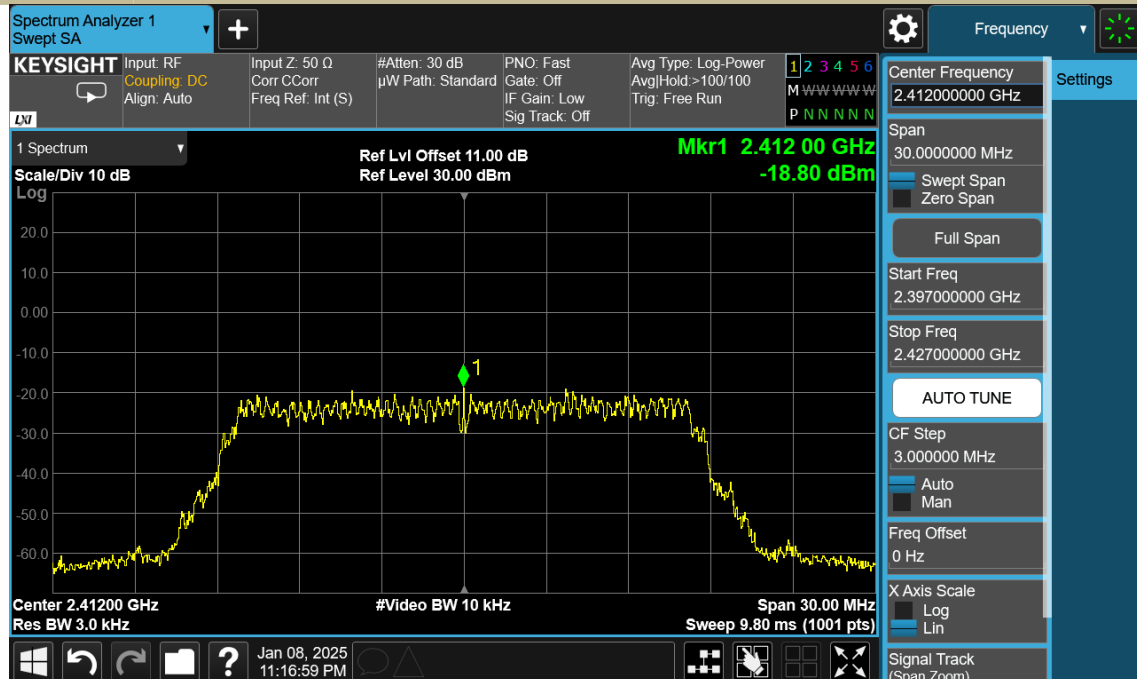 Spectrum Analyzer 1
Swept SA
+
Frequency
KEYSIGHT
LXI
Input: RF
Coupling: DC
Align: Auto
Input Z: 50 Ω
Corr CCorr
Freq Ref: Int (S)
#Atten: 30 dB
µW Path: Standard
PNO: Fast
Gate: Off
IF Gain: Low
Sig Track: Off
Avg Type: Log-Power
Avg|Hold:>100/100
Trig: Free Run
1 2 3 4 5 6
M W W W W W
P N N N N N
1 Spectrum
Scale/Div 10 dB
Log
Ref Lvl Offset 11.00 dB
Ref Level 30.00 dBm
Mkr1 2.412 00 GHz
-18.80 dBm
20.0
10.0
0.00
-10.0
-20.0
-30.0
-40.0
-50.0
-60.0
1
Center 2.41200 GHz
#Video BW 10 kHz
Span 30.00 MHz
Res BW 3.0 kHz
Sweep 9.80 ms (1001 pts)
?
Jan 08, 2025
11:16:59 PM
Center Frequency
2.412000000 GHz
Span
30.0000000 MHz
Swept Span
Zero Span
Full Span
Start Freq
2.397000000 GHz
Stop Freq
2.427000000 GHz
AUTO TUNE
CF Step
3.000000 MHz
Auto
Man
Freq Offset
0 Hz
X Axis Scale
Log
Lin
Signal Track
(Span Zoom)
Settings